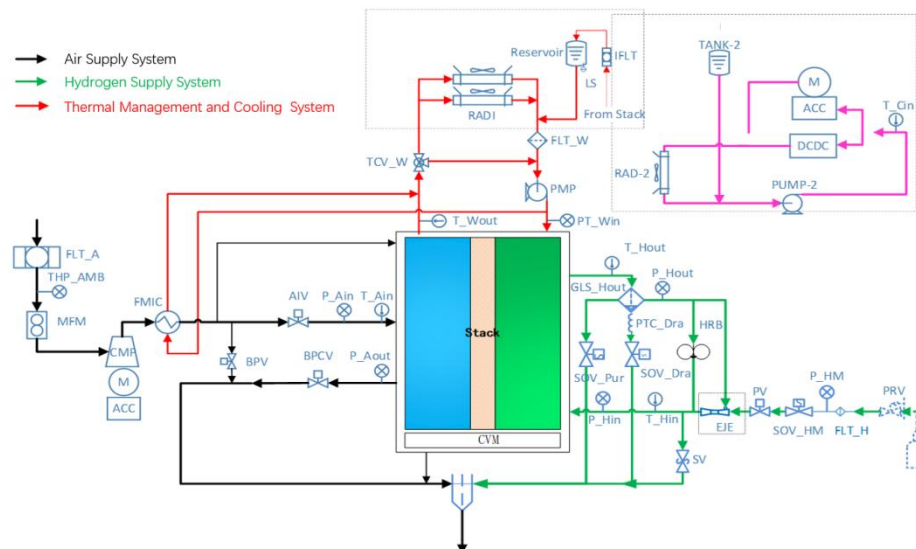 Air Supply System
Hydrogen Supply System
Thermal Management and Cooling System
Reservoir
IFLT
LS
From Stack
RADI
FLT_W
TCV_W
PMP
T_Wout
PT_Win
TANK-2
M
ACC
T_Cin
DCDC
RAD-2
PUMP-2
FLT_A
THP_AMB
MFM
FMIC
CMP
M
ACC
AIV
P_Ain
T_Ain
BPV
BPCV
P_Aout
Stack
CVM
T_Hout
GLS_Hout
P_Hout
PTC_Dra
HRB
SOV_Pur
SOV_Dra
P_Hin
T_Hin
EJE
PV
P_HM
SOV_HM
FLT_H
PRV
SV